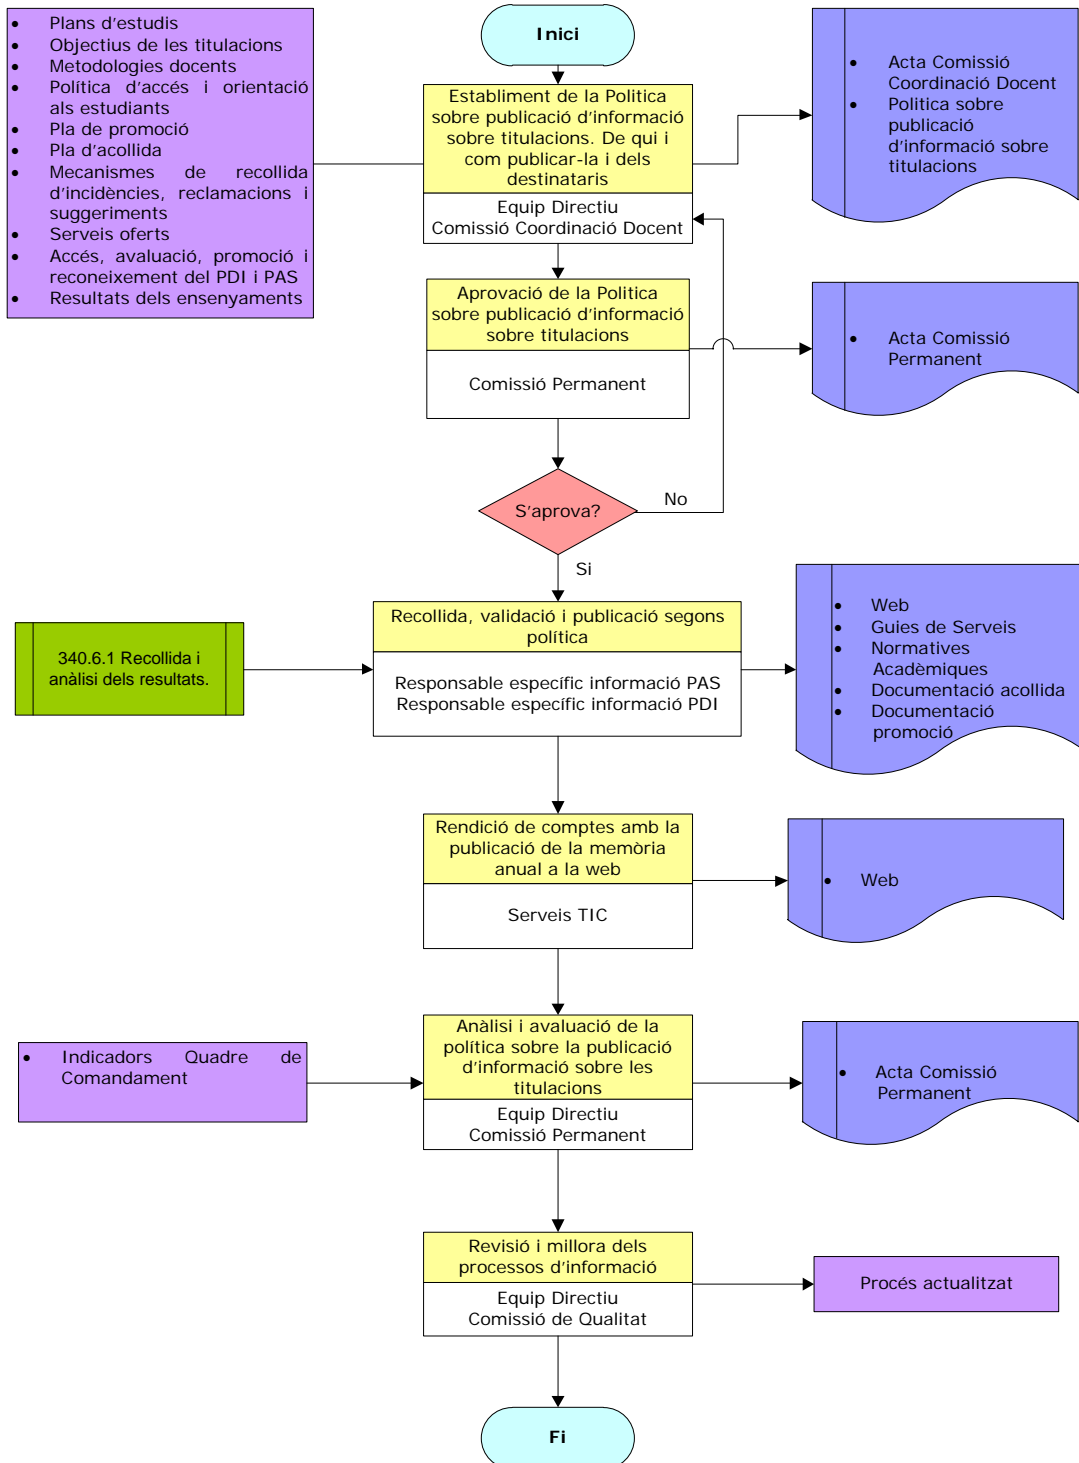 • Plans d'estudis
• Objectius de les titulacions
• Metodologies docents
• Política d'accés i orientació
als estudiants
• Pla de promoció
• Pla d'acollida
• Mecanismes de recollida
d'incidències, reclamacions i
suggeriments
• Serveis oferts
• Accés, avaluació, promoció i
reconeixement del PDI i PAS
• Resultats dels ensenyaments
Inici
Establiment de la Politica
sobre publicació d'informació
sobre titulacions. De qui i
com publicar-la i dels
destinataris
Equip Directiu
Comissió Coordinació Docent
• Acta Comissió
Coordinació Docent
• Politica sobre
publicació
d'informació sobre
titulacions
Aprovació de la Politica
sobre publicació d'informació
sobre titulacions
Comissió Permanent
• Acta Comissió
Permanent
S'aprova?
No
Si
Recollida, validació i publicació segons
política
Responsable específic informació PAS
Responsable específic informació PDI
340.6.1 Recollida i
anàlisi dels resultats.
• Web
• Guies de Serveis
• Normatives
Acadèmiques
• Documentació acollida
• Documentació
promoció
Rendició de comptes amb la
publicació de la memòria
anual a la web
Serveis TIC
• Web
Anàlisi i avaluació de la
política sobre la publicació
d'informació sobre les
titulacions
Equip Directiu
Comissió Permanent
• Indicadors Quadre de
Comandament
• Acta Comissió
Permanent
Revisió i millora dels
processos d'informació
Equip Directiu
Comissió de Qualitat
Procés actualitzat
Fi